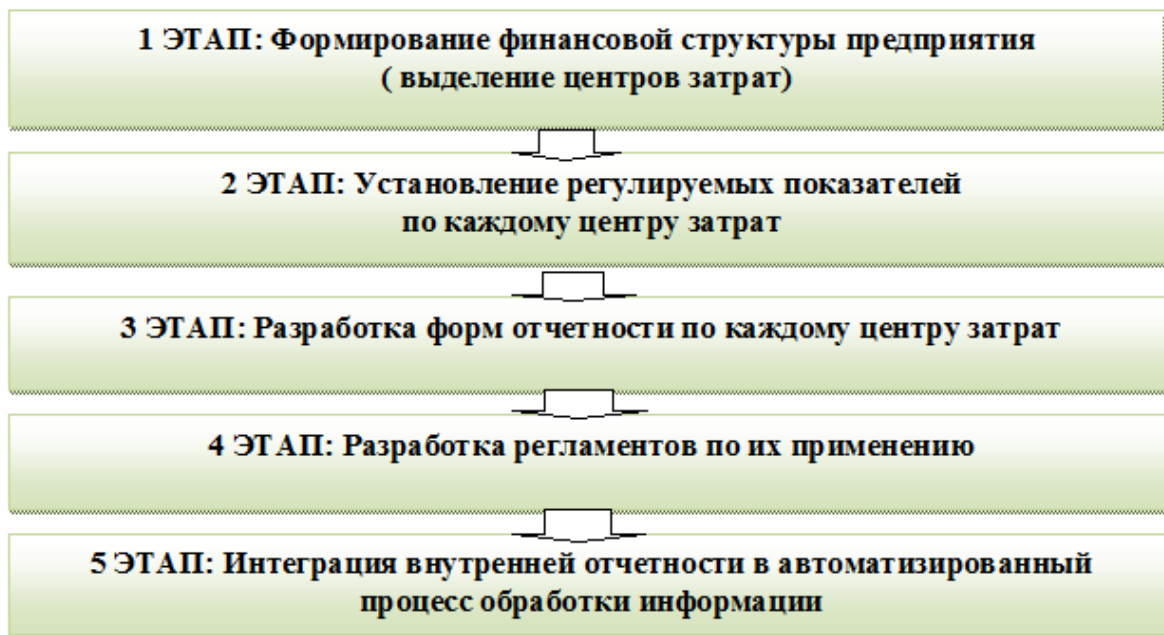 1 ЭТАП: Формирование финансовой структуры предприятия
( выделение центров затрат)
2 ЭТАП: Установление регулируемых показателей
по каждому центру затрат
3 ЭТАП: Разработка форм отчетности по каждому центру затрат
4 ЭТАП: Разработка регламентов по их применению
5 ЭТАП: Интеграция внутренней отчетности в автоматизированный
процесс обработки информации